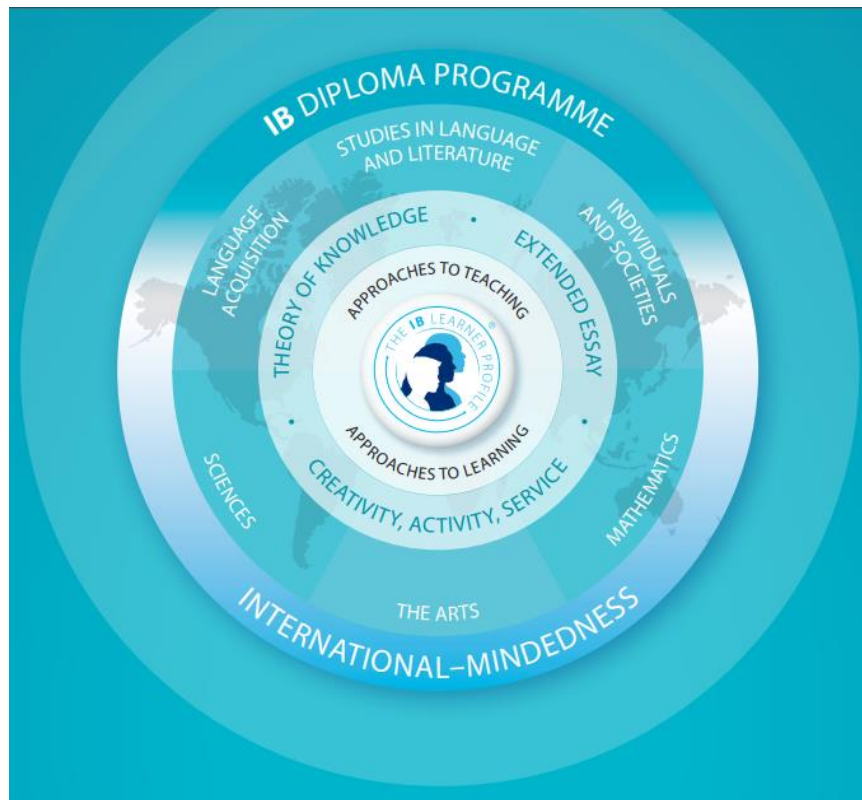 IB DIPLOMA PROGRAMME
STUDIES IN LANGUAGE
AND LITERATURE
LANGUAGE
ACQUISITION
INDIVIDUALS
AND SOCIETIES
THEORY OF KNOWLEDGE •
EXTENDED ESSAY •
APPROACHES TO TEACHING
THE IB LEARNER PROFILE ®
APPROACHES TO LEARNING
CREATIVITY, ACTIVITY, SERVICE •
SCIENCES
MATHEMATICS
THE ARTS
INTERNATIONAL–MINDEDNESS